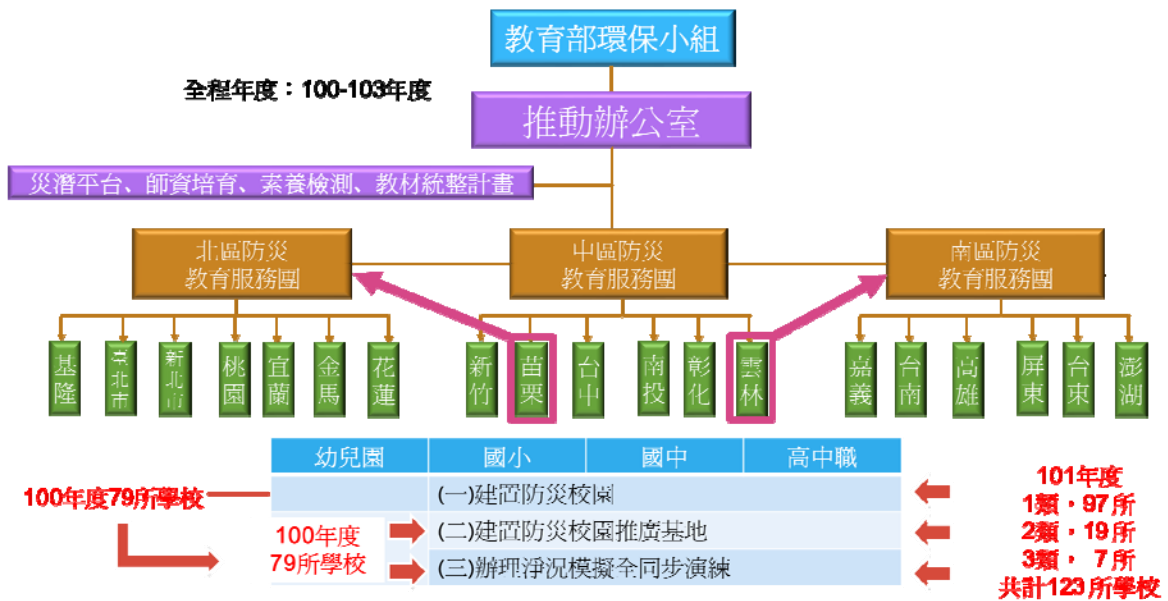 教育部環保小組
全程年度：100-103年度
推動辦公室
災潛平台、師資培育、素養檢測、教材統整計畫
北區防災
教育服務團
中區防災
教育服務團
南區防災
教育服務團
基隆
臺北市
新北市
桃園
宜蘭
金馬
花蓮
新竹
苗栗
台中
南投
彰化
雲林
嘉義
台南
高雄
屏東
台東
澎湖
幼兒園 國小 國中 高中職
100年度79所學校
(一)建置防災校園
100年度
79所學校
(二)建置防災校園推廣基地
(三)辦理淨況模擬全同步演練
101年度
1類，97所
2類，19所
3類， 7所
共計123所學校